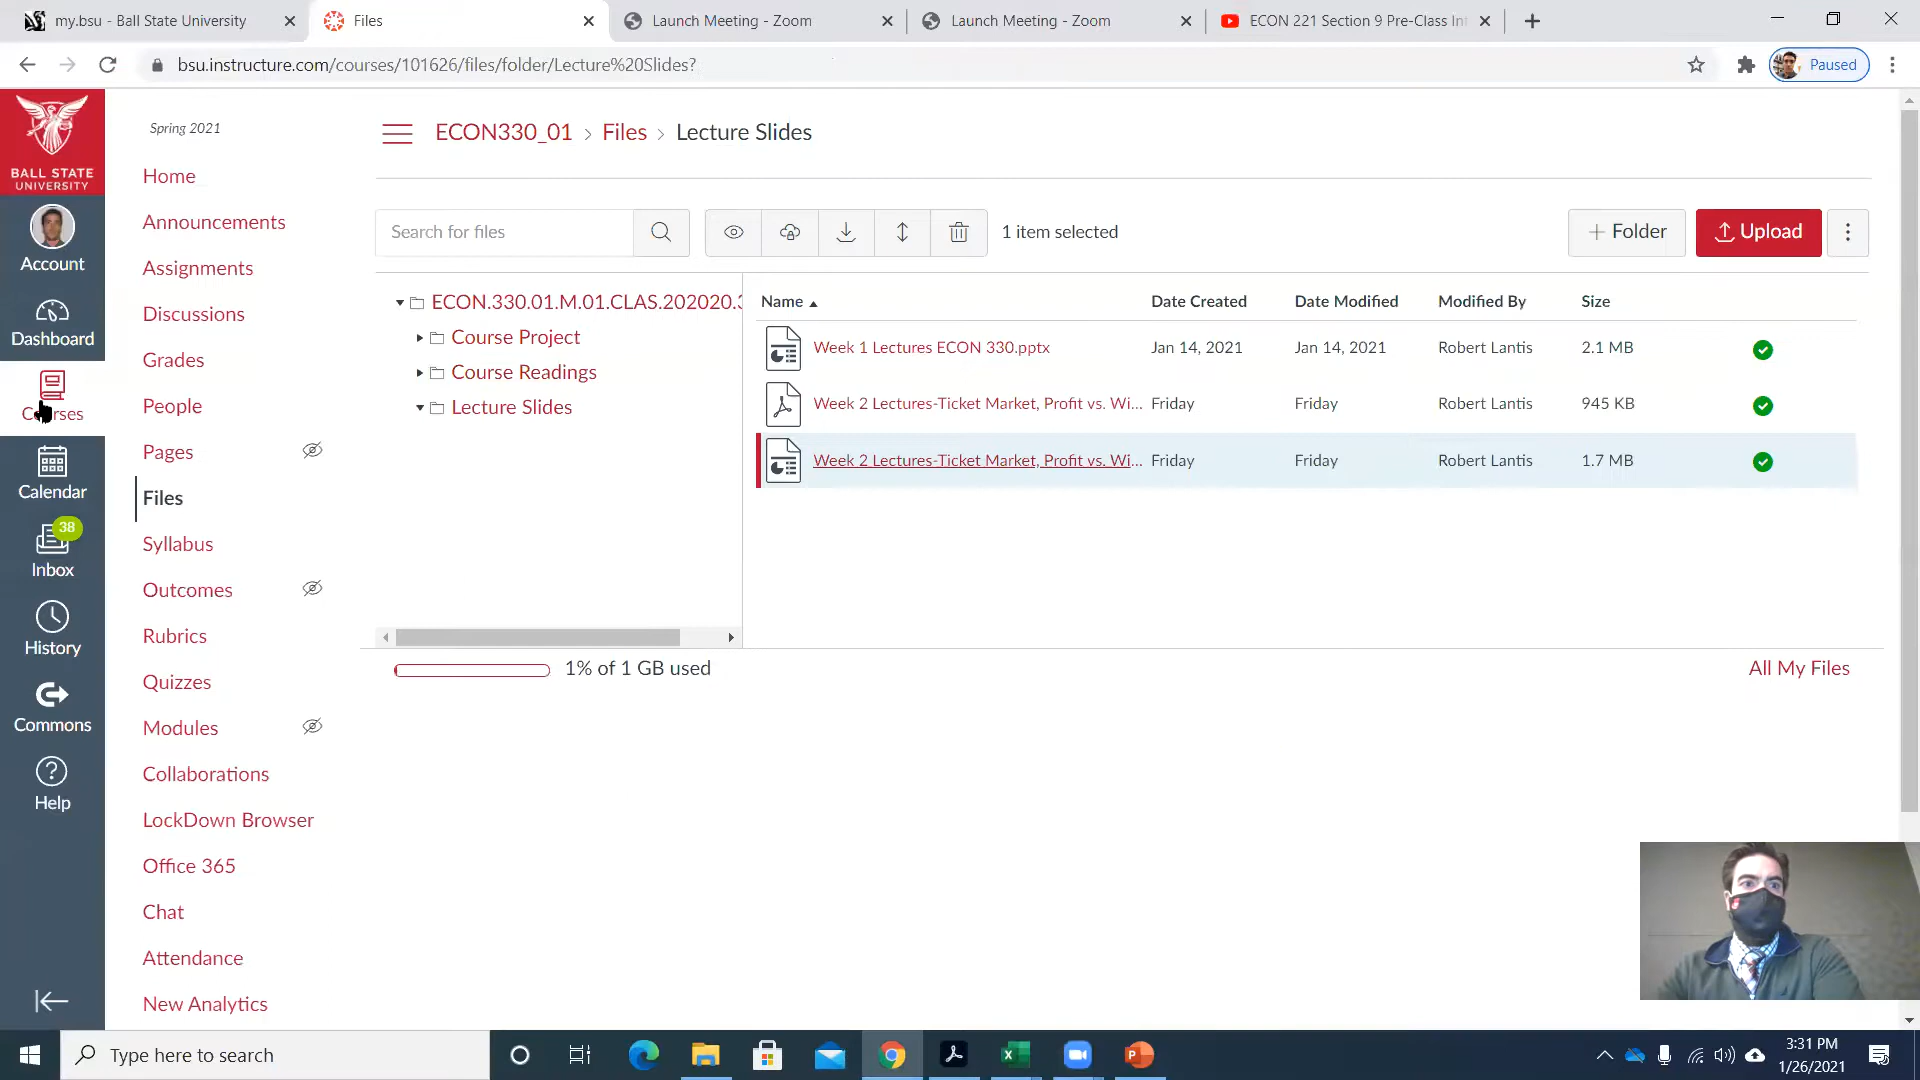 my.bsu - Ball State University
Files
Launch Meeting - Zoom
Launch Meeting - Zoom
ECON 221 Section 9 Pre-Class Int
bsu.instructure.com/courses/101626/files/folder/Lecture%20Slides?
Paused
BALL STATE
UNIVERSITY
Account
Dashboard
Courses
Calendar
38
Inbox
History
Commons
Help
Spring 2021
Home
Announcements
Assignments
Discussions
Grades
People
Pages
Files
Syllabus
Outcomes
Rubrics
Quizzes
Modules
Collaborations
LockDown Browser
Office 365
Chat
Attendance
New Analytics
ECON330_01 > Files > Lecture Slides
Search for files
1 item selected
+ Folder
Upload
ECON.330.01.M.01.CLAS.202020.3
Course Project
Course Readings
Lecture Slides
Name Date Created Date Modified Modified By Size
Week 1 Lectures ECON 330.pptx Jan 14, 2021 Jan 14, 2021 Robert Lantis 2.1 MB
Week 2 Lectures-Ticket Market, Profit vs. Wi... Friday Friday Robert Lantis 945 KB
Week 2 Lectures-Ticket Market, Profit vs. Wi... Friday Friday Robert Lantis 1.7 MB
1% of 1 GB used
All My Files
Type here to search
3:31 PM
1/26/2021